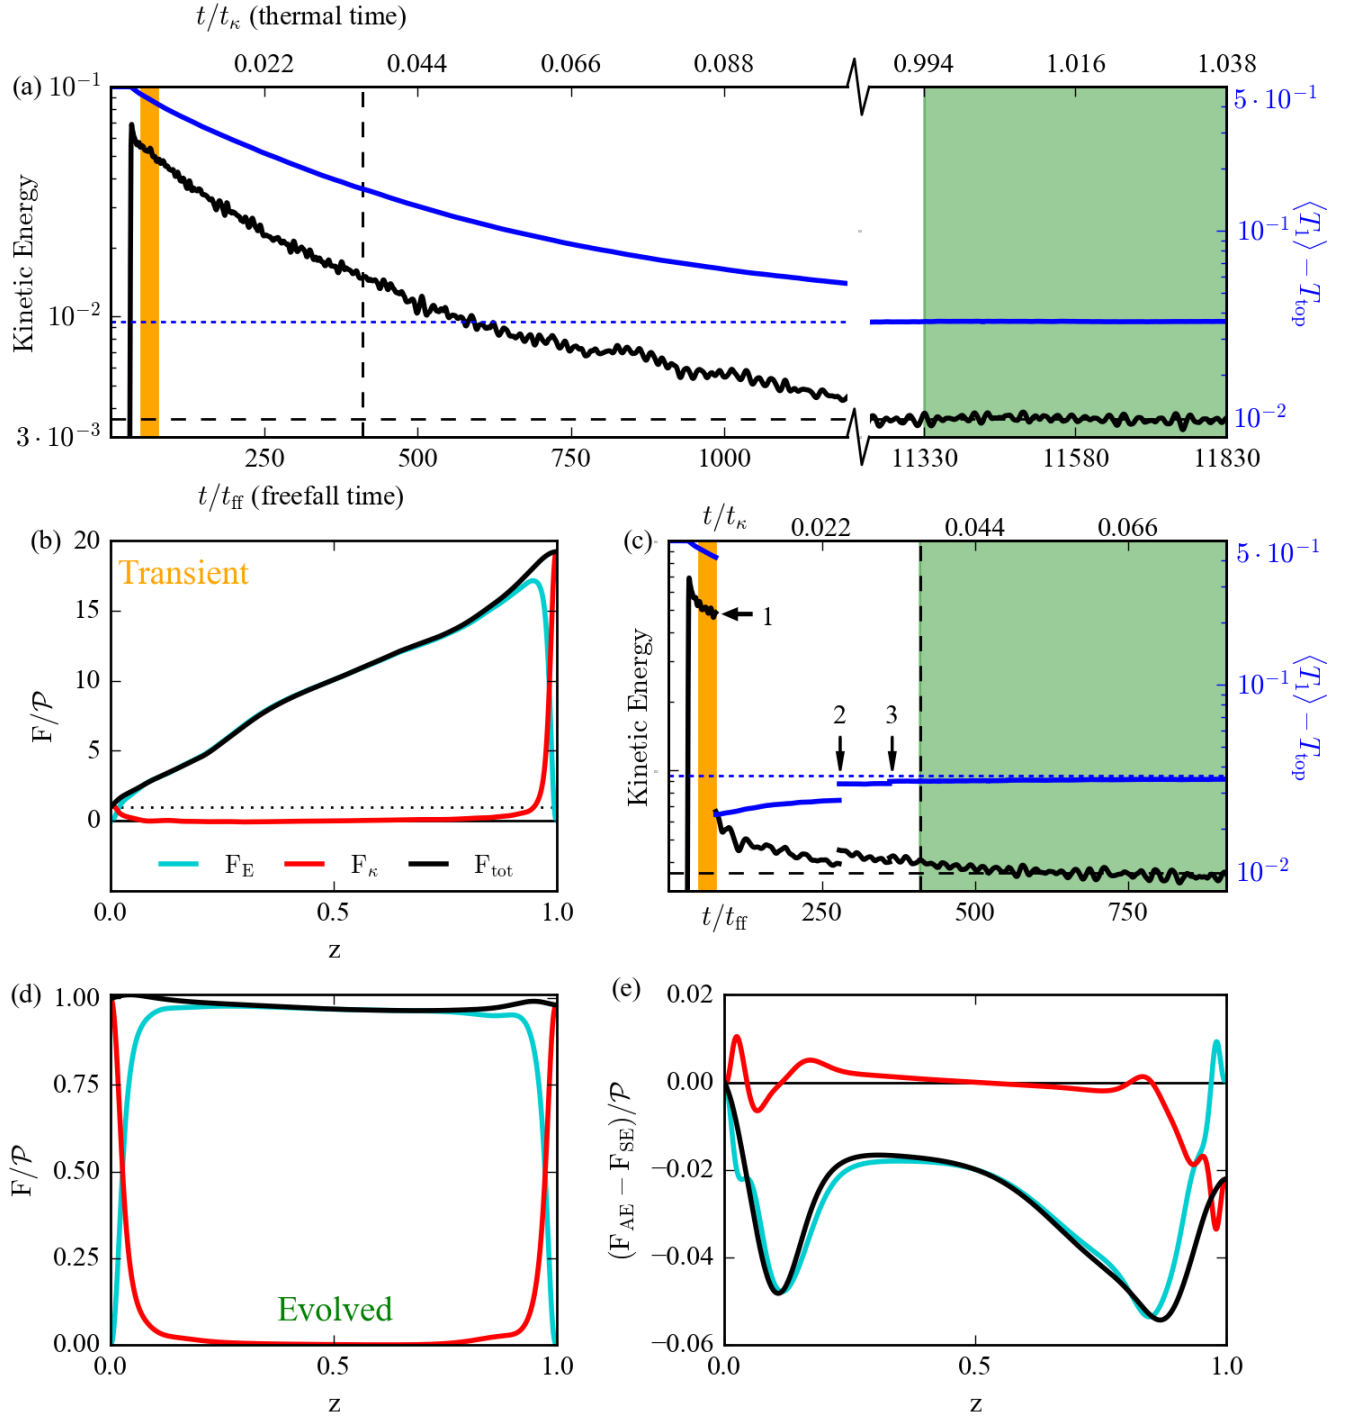 t/tκ (thermal time)
0.022 0.044 0.066 0.088 0.994 1.016 1.038
(a)
10⁻¹
10⁻²
3 · 10⁻³
Kinetic Energy
5 · 10⁻¹
10⁻¹
10⁻²
⟨T₁⟩ − T_top
250 500 750 1000 11330 11580 11830
t/t_ff (freefall time)
(b)
20
15
10
5
0
F/𝒫
Transient
F_E F_κ F_tot
0.0 0.5 1.0
z
(c)
t/tκ
0.022 0.044 0.066
Kinetic Energy
1
2
3
5 · 10⁻¹
10⁻¹
10⁻²
⟨T₁⟩ − T_top
t/t_ff
250 500 750
(d)
1.00
0.75
0.50
0.25
0.00
F/𝒫
Evolved
0.0 0.5 1.0
z
(e)
0.02
0.00
−0.02
−0.04
−0.06
(F_AE − F_SE)/𝒫
0.0 0.5 1.0
z